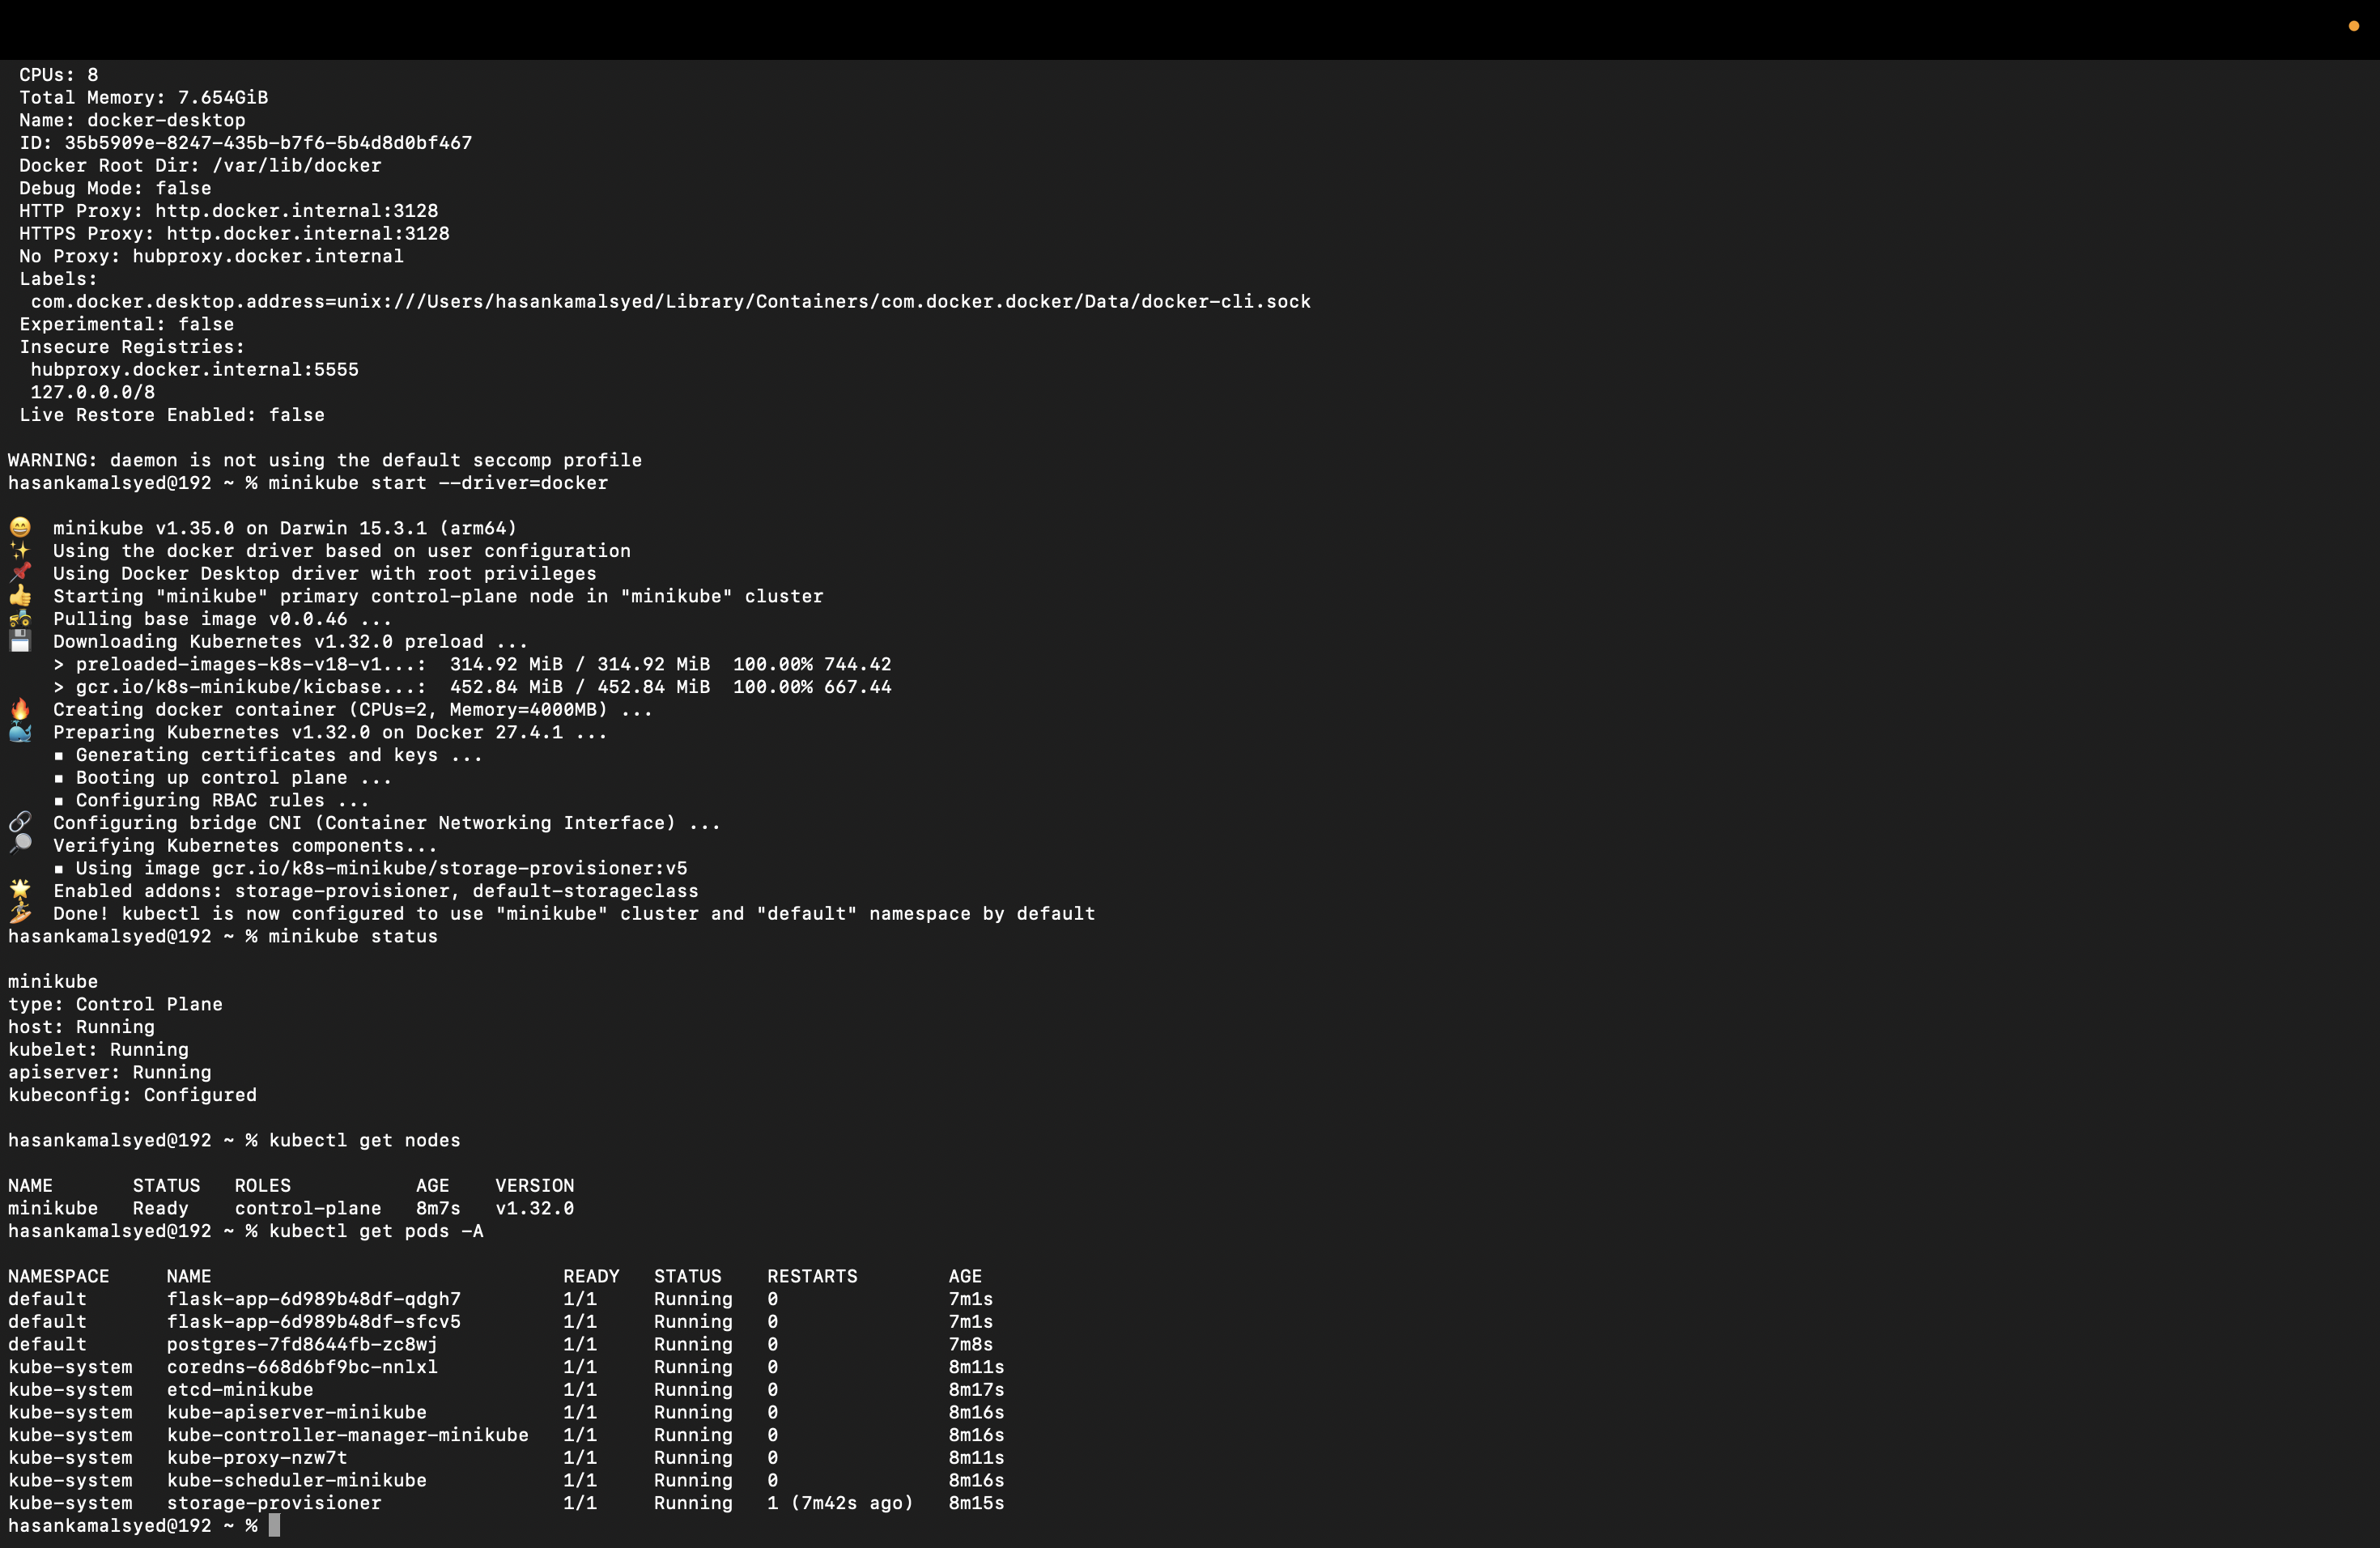 CPUs: 8
Total Memory: 7.654GiB
Name: docker-desktop
ID: 35b5909e-8247-435b-b7f6-5b4d8d0bf467
Docker Root Dir: /var/lib/docker
Debug Mode: false
HTTP Proxy: http.docker.internal:3128
HTTPS Proxy: http.docker.internal:3128
No Proxy: hubproxy.docker.internal
Labels:
com.docker.desktop.address=unix:///Users/hasankamalsyed/Library/Containers/com.docker.docker/Data/docker-cli.sock
Experimental: false
Insecure Registries:
hubproxy.docker.internal:5555
127.0.0.0/8
Live Restore Enabled: false
WARNING: daemon is not using the default seccomp profile
hasankamalsyed@192 ~ % minikube start --driver=docker
😄 minikube v1.35.0 on Darwin 15.3.1 (arm64)
✨ Using the docker driver based on user configuration
📌 Using Docker Desktop driver with root privileges
👍 Starting "minikube" primary control-plane node in "minikube" cluster
🚜 Pulling base image v0.0.46 ...
💾 Downloading Kubernetes v1.32.0 preload ...
> preloaded-images-k8s-v18-v1...: 314.92 MiB / 314.92 MiB 100.00% 744.42
> gcr.io/k8s-minikube/kicbase...: 452.84 MiB / 452.84 MiB 100.00% 667.44
🔥 Creating docker container (CPUs=2, Memory=4000MB) ...
🐳 Preparing Kubernetes v1.32.0 on Docker 27.4.1 ...
▪ Generating certificates and keys ...
▪ Booting up control plane ...
▪ Configuring RBAC rules ...
🔗 Configuring bridge CNI (Container Networking Interface) ...
🔎 Verifying Kubernetes components...
▪ Using image gcr.io/k8s-minikube/storage-provisioner:v5
🌟 Enabled addons: storage-provisioner, default-storageclass
🏄 Done! kubectl is now configured to use "minikube" cluster and "default" namespace by default
hasankamalsyed@192 ~ % minikube status
minikube
type: Control Plane
host: Running
kubelet: Running
apiserver: Running
kubeconfig: Configured
hasankamalsyed@192 ~ % kubectl get nodes
NAME STATUS ROLES AGE VERSION
minikube Ready control-plane 8m7s v1.32.0
hasankamalsyed@192 ~ % kubectl get pods -A
NAMESPACE NAME READY STATUS RESTARTS AGE
default flask-app-6d989b48df-qdgh7 1/1 Running 0 7m1s
default flask-app-6d989b48df-sfcv5 1/1 Running 0 7m1s
default postgres-7fd8644fb-zc8wj 1/1 Running 0 7m8s
kube-system coredns-668d6bf9bc-nnlxl 1/1 Running 0 8m11s
kube-system etcd-minikube 1/1 Running 0 8m17s
kube-system kube-apiserver-minikube 1/1 Running 0 8m16s
kube-system kube-controller-manager-minikube 1/1 Running 0 8m16s
kube-system kube-proxy-nzw7t 1/1 Running 0 8m11s
kube-system kube-scheduler-minikube 1/1 Running 0 8m16s
kube-system storage-provisioner 1/1 Running 1 (7m42s ago) 8m15s
hasankamalsyed@192 ~ %